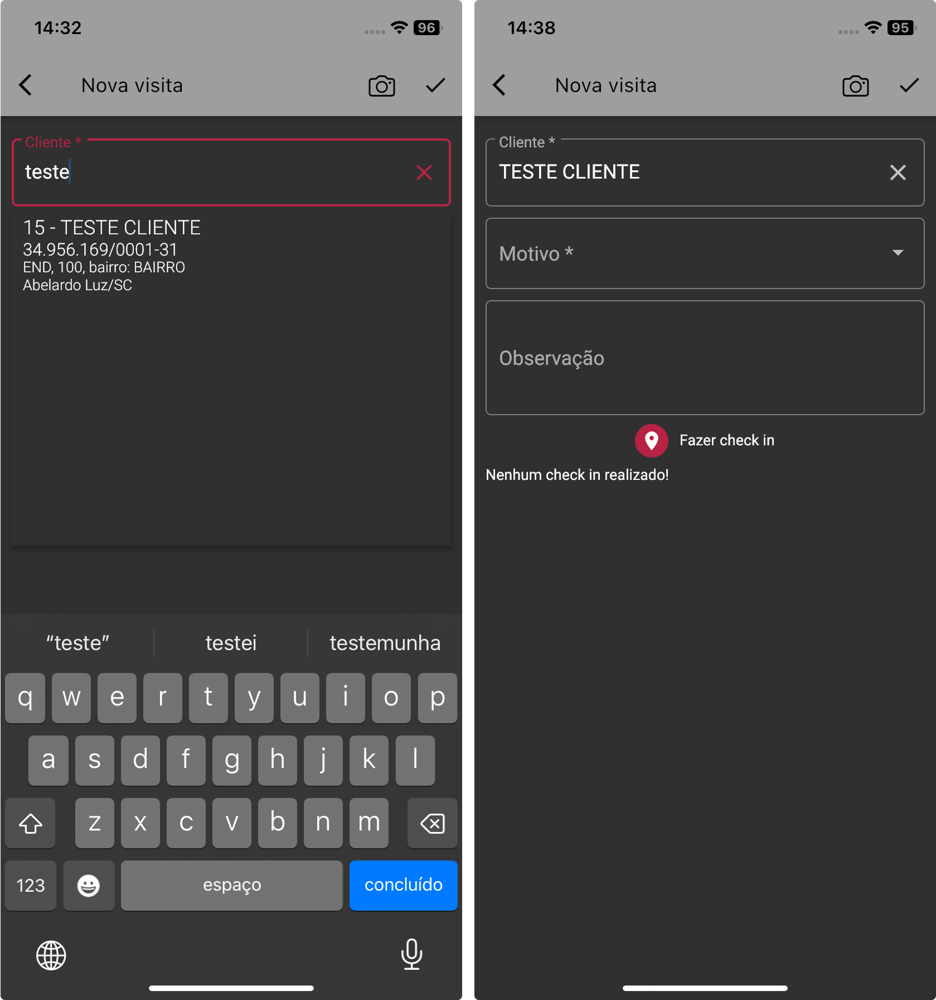 14:32
96
Nova visita
Cliente *
teste
15 - TESTE CLIENTE
34.956.169/0001-31
END, 100, bairro: BAIRRO
Abelardo Luz/SC
“teste”
testei
testemunha
q w e r t y u i o p
a s d f g h j k l
z x c v b n m
123
espaço
concluído
14:38
95
Nova visita
Cliente *
TESTE CLIENTE
Motivo *
Observação
Fazer check in
Nenhum check in realizado!